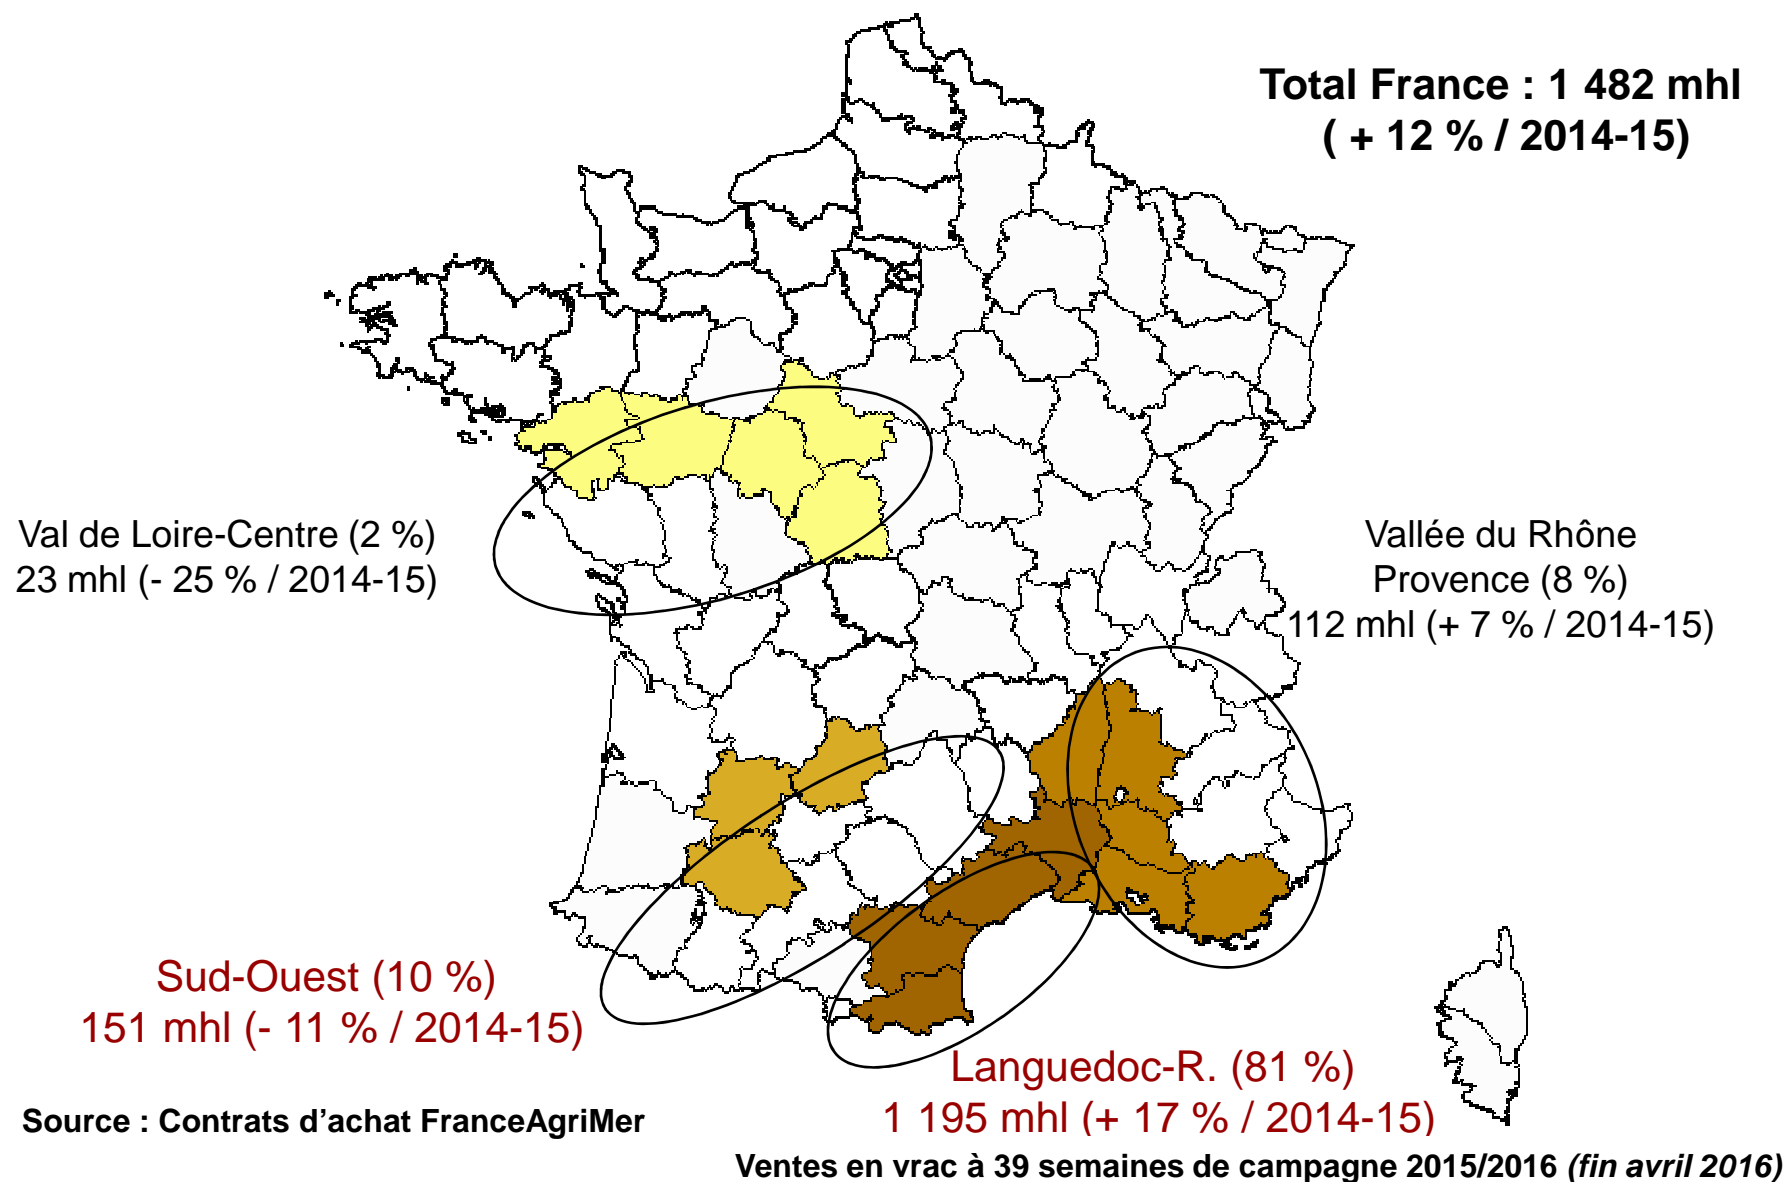 Total France : 1 482 mhl
( + 12 % / 2014-15)
Val de Loire-Centre (2 %)
23 mhl (- 25 % / 2014-15)
Vallée du Rhône
Provence (8 %)
112 mhl (+ 7 % / 2014-15)
Sud-Ouest (10 %)
151 mhl (- 11 % / 2014-15)
Languedoc-R. (81 %)
1 195 mhl (+ 17 % / 2014-15)
Source : Contrats d'achat FranceAgriMer
Ventes en vrac à 39 semaines de campagne 2015/2016 (fin avril 2016)